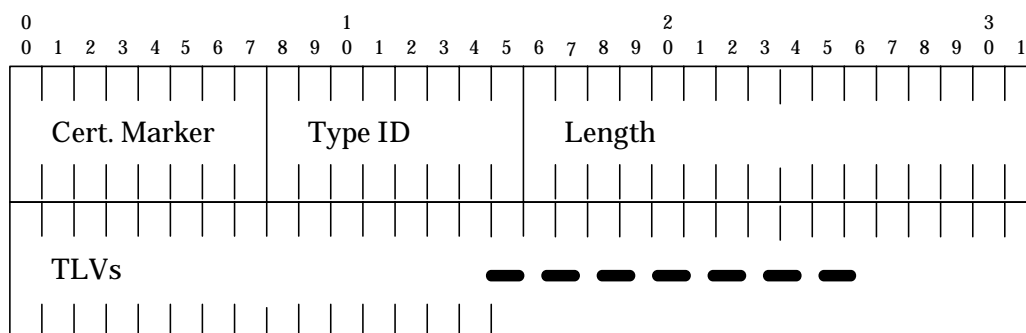 0 1 2 3
0 1 2 3 4 5 6 7 8 9 0 1 2 3 4 5 6 7 8 9 0 1 2 3 4 5 6 7 8 9 0 1
Cert. Marker Type ID Length
TLVs